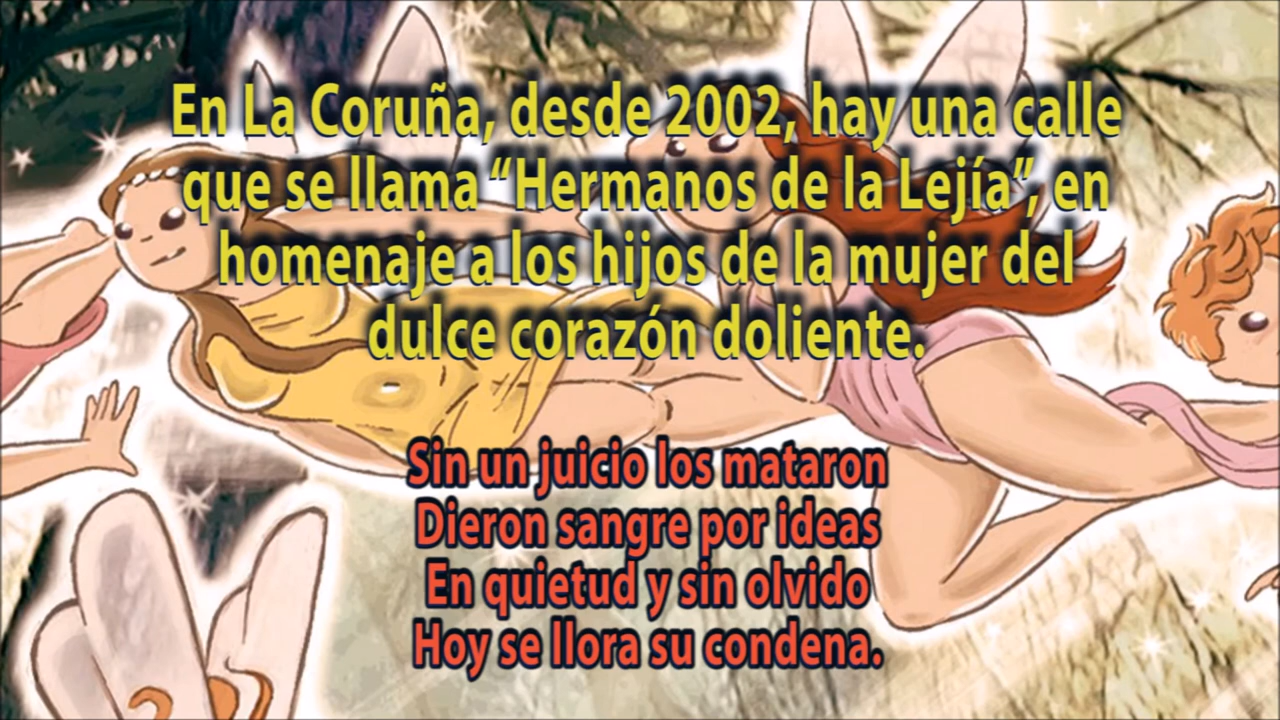 En La Coruña, desde 2002, hay una calle
que se llama “Hermanos de la Lejía”, en
homenaje a los hijos de la mujer del
dulce corazón doliente.
Sin un juicio los mataron
Dieron sangre por ideas
En quietud y sin olvido
Hoy se llora su condena.